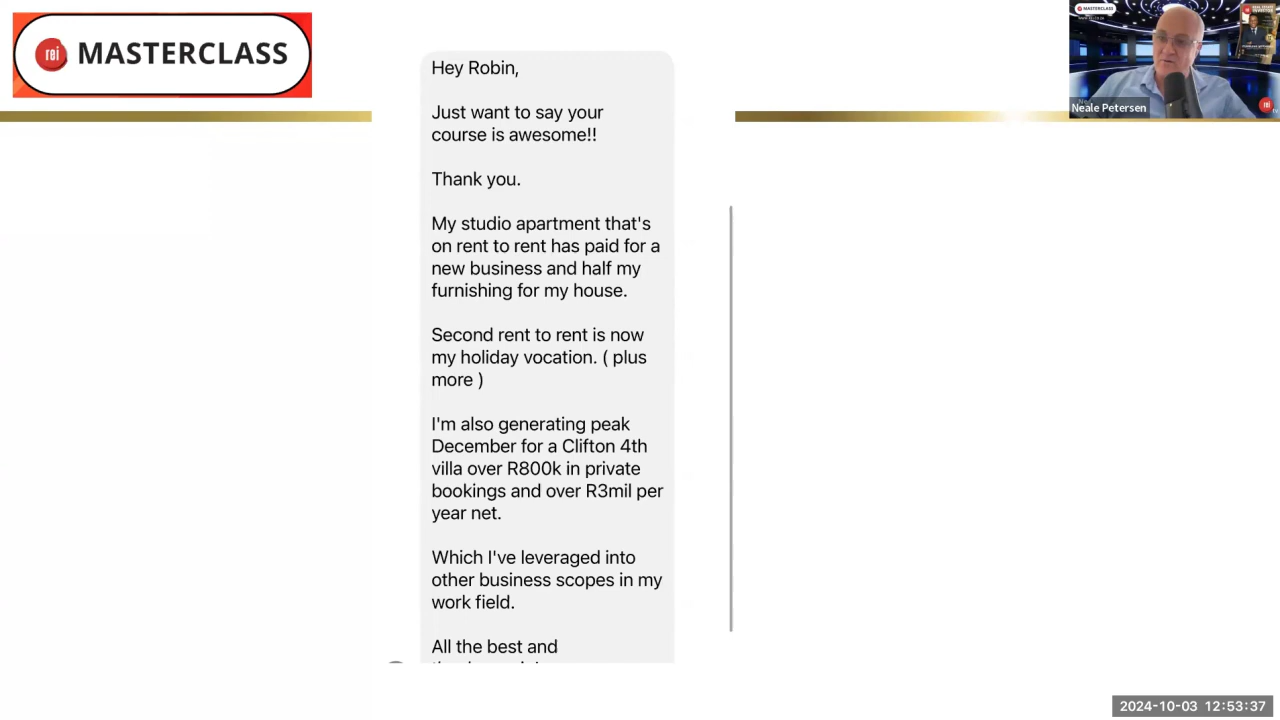 rei MASTERCLASS
Hey Robin,
Just want to say your
course is awesome!!
Thank you.
My studio apartment that's
on rent to rent has paid for a
new business and half my
furnishing for my house.
Second rent to rent is now
my holiday vocation. ( plus
more )
I'm also generating peak
December for a Clifton 4th
villa over R800k in private
bookings and over R3mil per
year net.
Which I've leveraged into
other business scopes in my
work field.
All the best and
MASTERCLASS
Neale Petersen
rei
2024-10-03 12:53:37